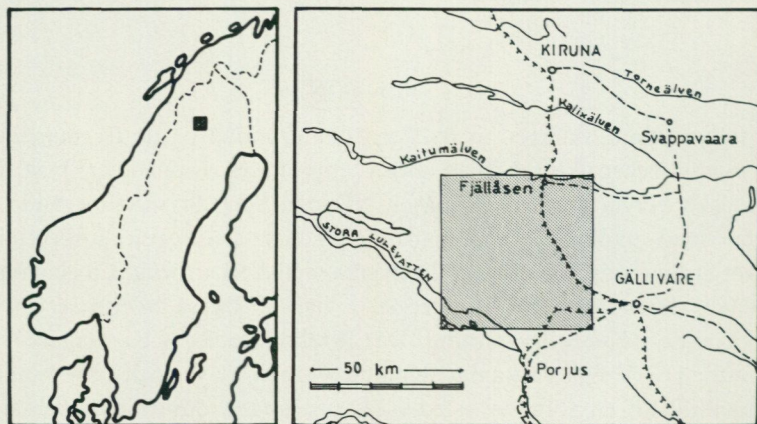 KIRUNA
Torneälven
Kalixälven
Svappavaara
Kaitumälven
Fjällåsen
STORA LULEVATTEN
GÄLLIVARE
50 km
Porjus